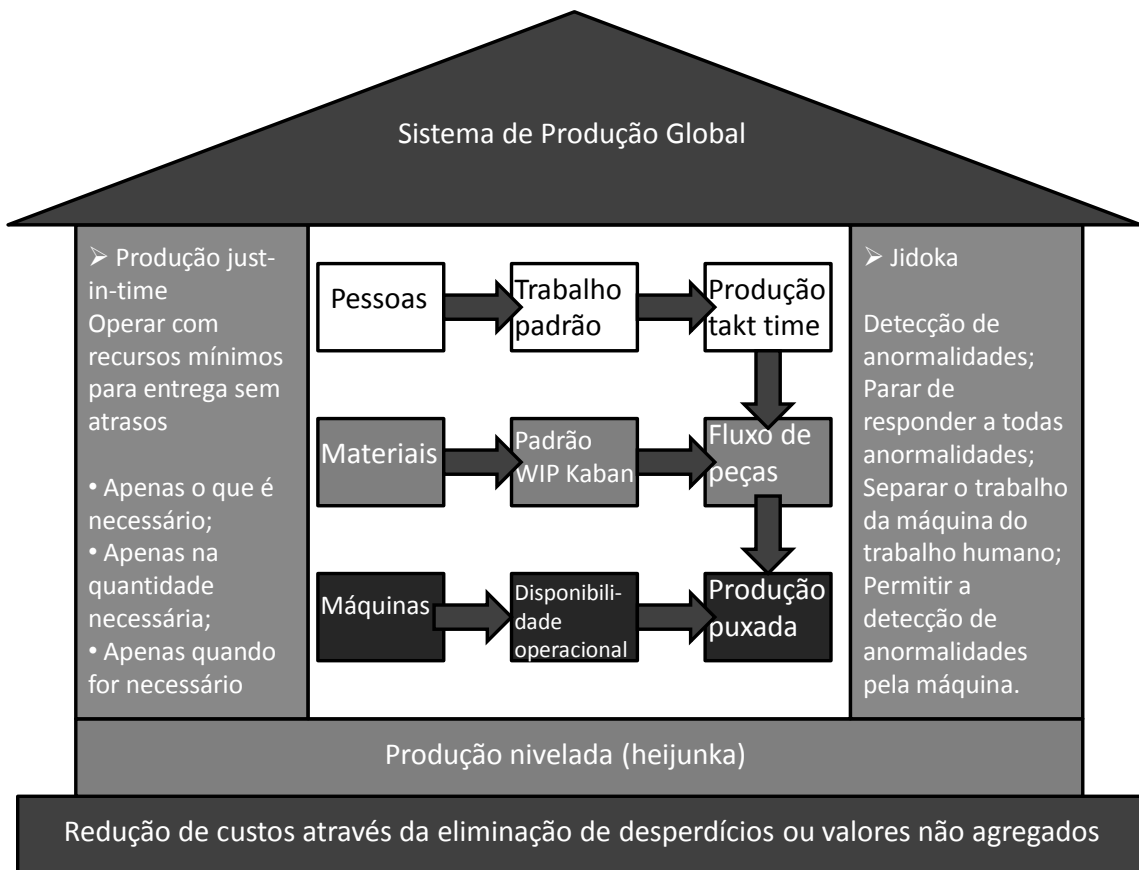 Sistema de Produção Global
➢ Produção just-
in-time
Operar com
recursos mínimos
para entrega sem
atrasos
• Apenas o que é
necessário;
• Apenas na
quantidade
necessária;
• Apenas quando
for necessário
Pessoas
Trabalho
padrão
Produção
takt time
Materiais
Padrão
WIP Kaban
Fluxo de
peças
Máquinas
Disponibili-
dade
operacional
Produção
puxada
➢ Jidoka
Detecção de
anormalidades;
Parar de
responder a todas
anormalidades;
Separar o trabalho
da máquina do
trabalho humano;
Permitir a
detecção de
anormalidades
pela máquina.
Produção nivelada (heijunka)
Redução de custos através da eliminação de desperdícios ou valores não agregados